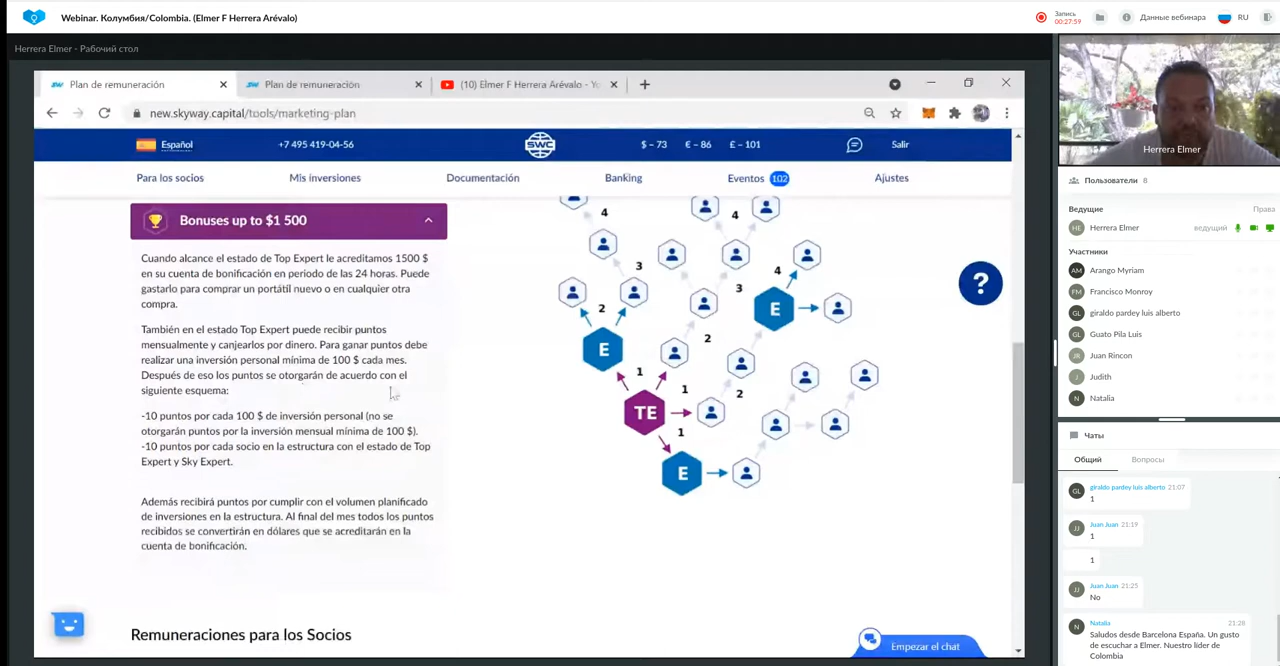 Webinar. Колумбия/Colombia. (Elmer F Herrera Arévalo)
Запись
00:27:59
Данные вебинара
RU
Herrera Elmer - Рабочий стол
Plan de remuneración
Plan de remuneración
(10) Elmer F Herrera Arévalo - Yo
new.skyway.capital/tools/marketing-plan
Español
+7 495 419-04-56
SWC
$ – 73 € – 86 £ – 101
Salir
Para los socios
Mis inversiones
Documentación
Banking
Eventos 102
Ajustes
Bonuses up to $1 500
Cuando alcance el estado de Top Expert le acreditamos 1500 $
en su cuenta de bonificación en periodo de las 24 horas. Puede
gastarlo para comprar un portátil nuevo o en cualquier otra
compra.
También en el estado Top Expert puede recibir puntos
mensualmente y canjearlos por dinero. Para ganar puntos debe
realizar una inversión personal mínima de 100 $ cada mes.
Después de eso los puntos se otorgarán de acuerdo con el
siguiente esquema:
-10 puntos por cada 100 $ de inversión personal (no se
otorgarán puntos por la inversión mensual mínima de 100 $).
-10 puntos por cada socio en la estructura con el estado de Top
Expert y Sky Expert.
Además recibirá puntos por cumplir con el volumen planificado
de inversiones en la estructura. Al final del mes todos los puntos
recibidos se convertirán en dólares que se acreditarán en la
cuenta de bonificación.
4
4
3
4
3
2
E
E
2
1
1
2
TE
1
E
?
Remuneraciones para los Socios
Empezar el chat
Herrera Elmer
Пользователи 8
Ведущие
Права
HE Herrera Elmer ведущий
Участники
AM Arango Myriam
FM Francisco Monroy
GL giraldo pardey luis alberto
GL Guato Pila Luis
JR Juan Rincon
J Judith
N Natalia
Чаты
Общий
Вопросы
GL giraldo pardey luis alberto 21:07
1
JJ Juan Juan 21:19
1
1
JJ Juan Juan 21:25
No
N Natalia 21:28
Saludos desde Barcelona España. Un gusto
de escuchar a Elmer. Nuestro líder de
Colombia